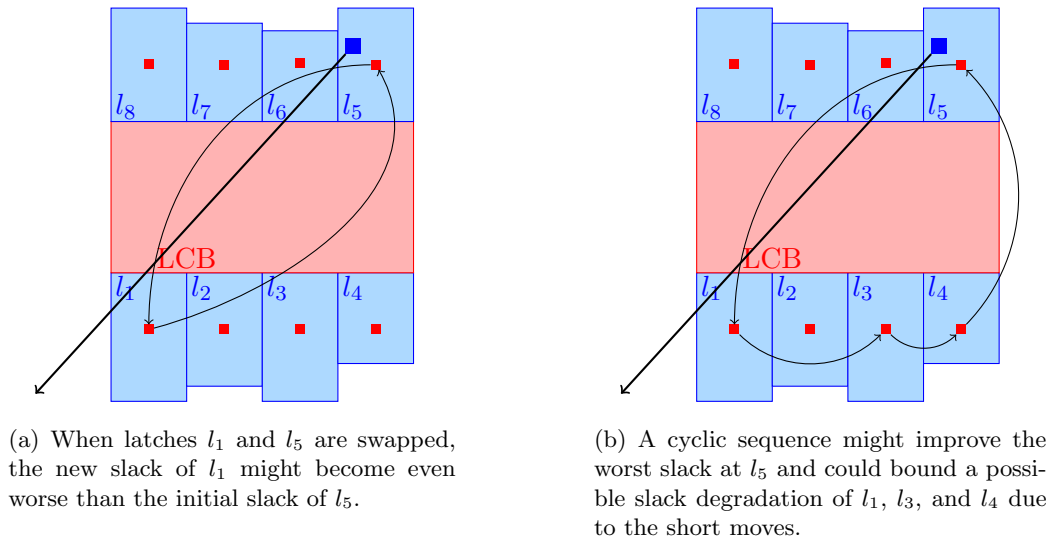 l8 l7 l6 l5
LCB
l1 l2 l3 l4
(a) When latches l1 and l5 are swapped,
the new slack of l1 might become even
worse than the initial slack of l5.
l8 l7 l6 l5
LCB
l1 l2 l3 l4
(b) A cyclic sequence might improve the
worst slack at l5 and could bound a possi-
ble slack degradation of l1, l3, and l4 due
to the short moves.